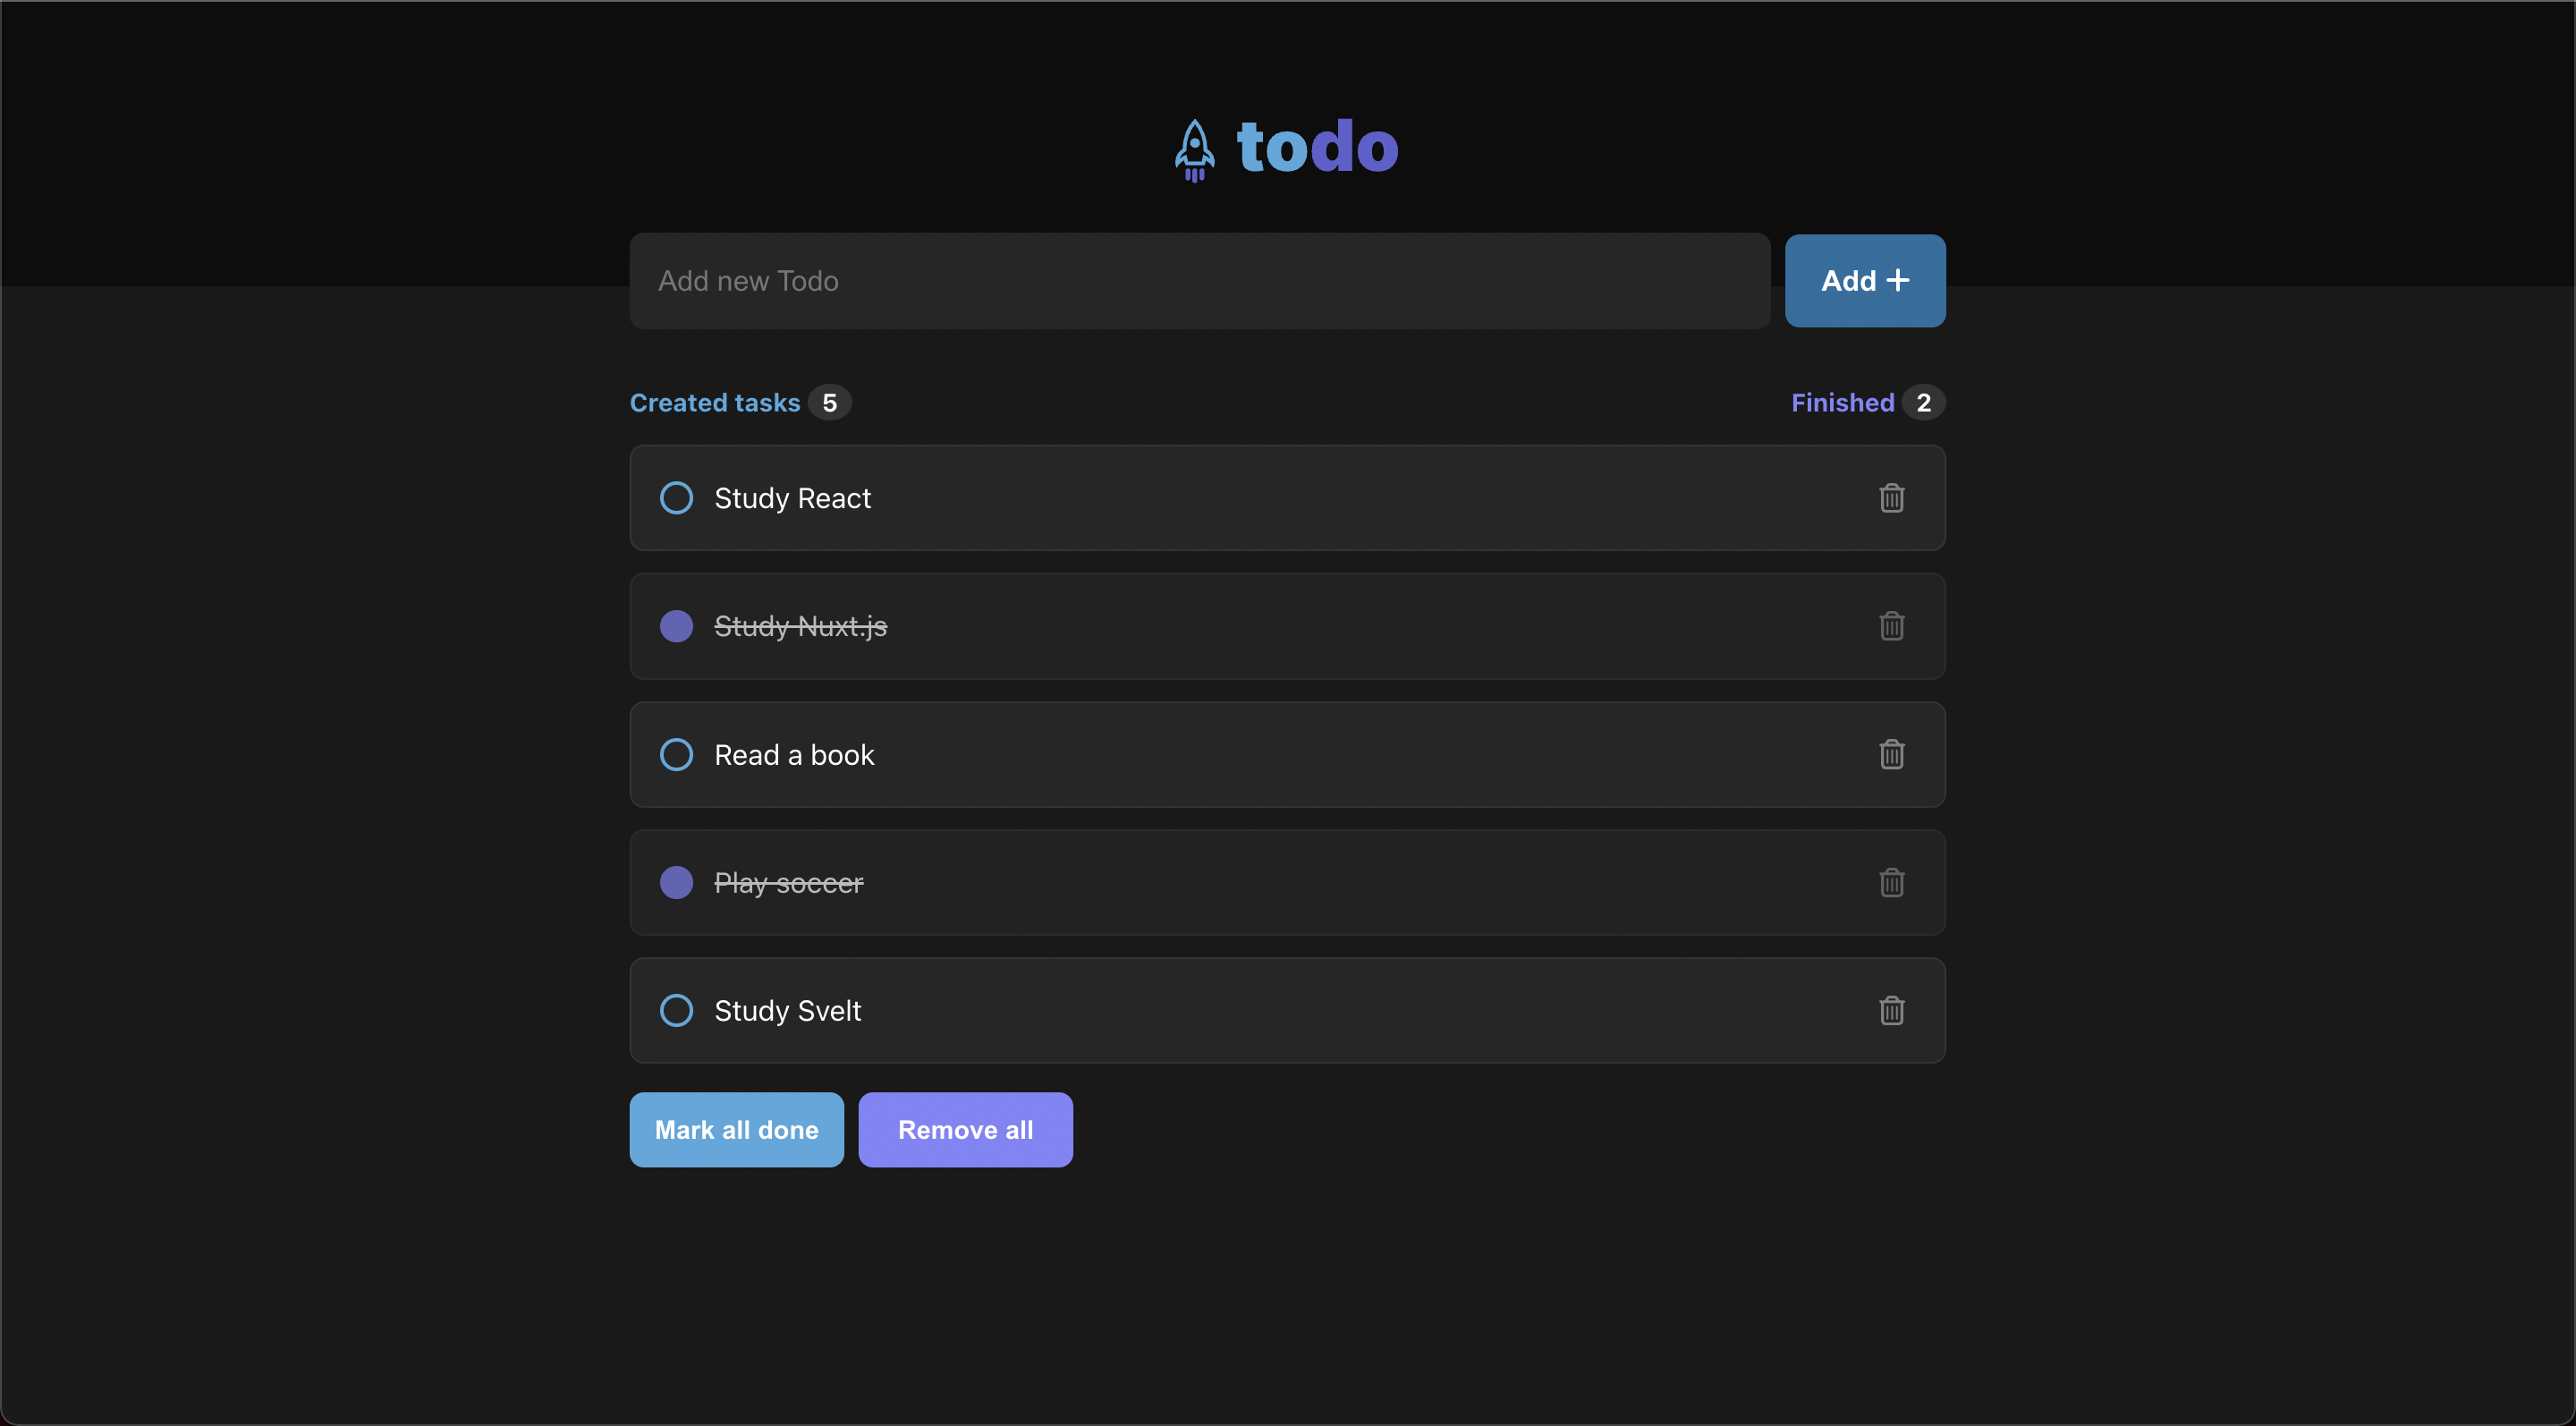 todo
Add new Todo
Add +
Created tasks 5
Finished 2
Study React
Study Nuxt.js
Read a book
Play soccer
Study Svelt
Mark all done
Remove all